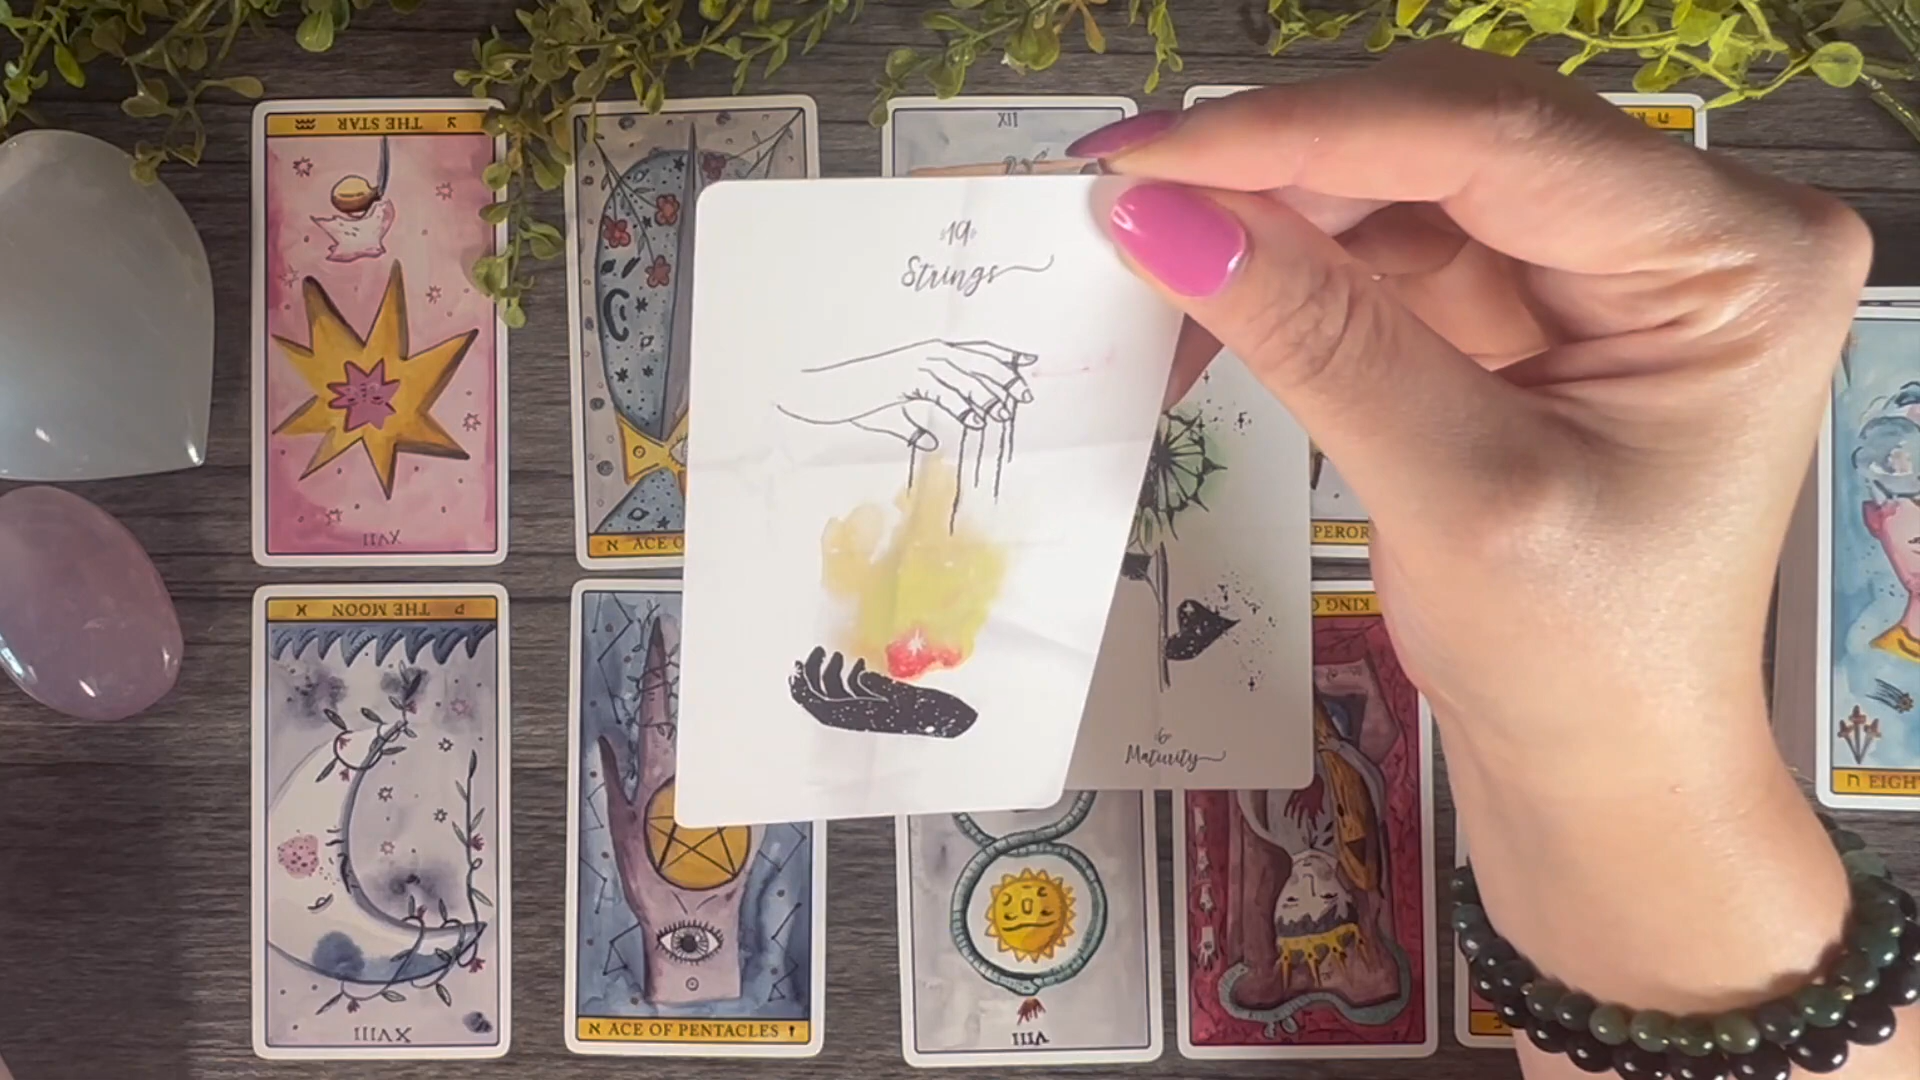 ♒ THE STAR צ
XVII
א ACE O
XII
19
Strings
PEROR
ק THE MOON
XVIII
א ACE OF PENTACLES
KING O
6
Maturity
VIII
EIGH